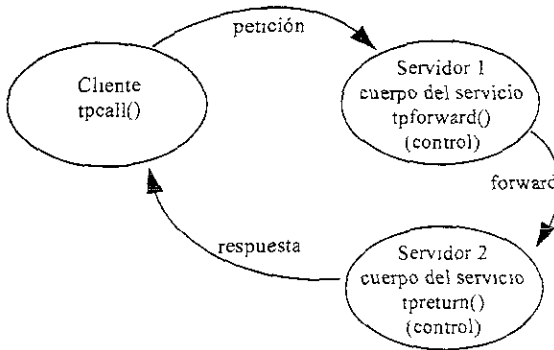 petición
Cliente
tpcall()
Servidor 1
cuerpo del servicio
tpforward()
(control)
forward
respuesta
Servidor 2
cuerpo del servicio
tpreturn()
(control)